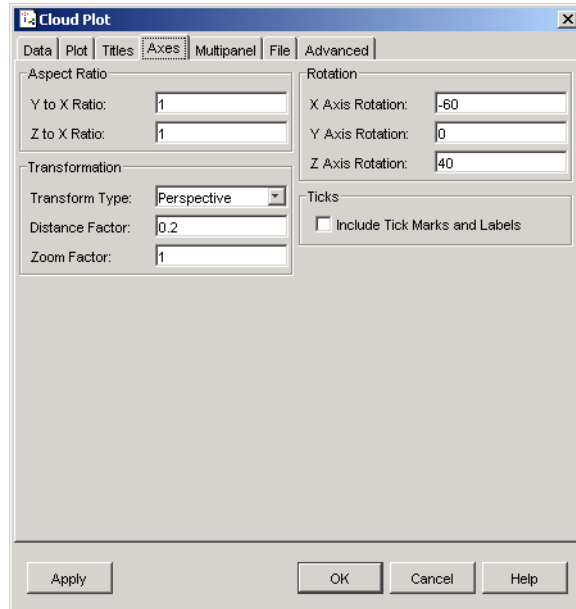 Cloud Plot
Data Plot Titles Axes Multipanel File Advanced
Aspect Ratio
Y to X Ratio: 1
Z to X Ratio: 1
Transformation
Transform Type: Perspective
Distance Factor: 0.2
Zoom Factor: 1
Rotation
X Axis Rotation: -60
Y Axis Rotation: 0
Z Axis Rotation: 40
Ticks
Include Tick Marks and Labels
Apply OK Cancel Help